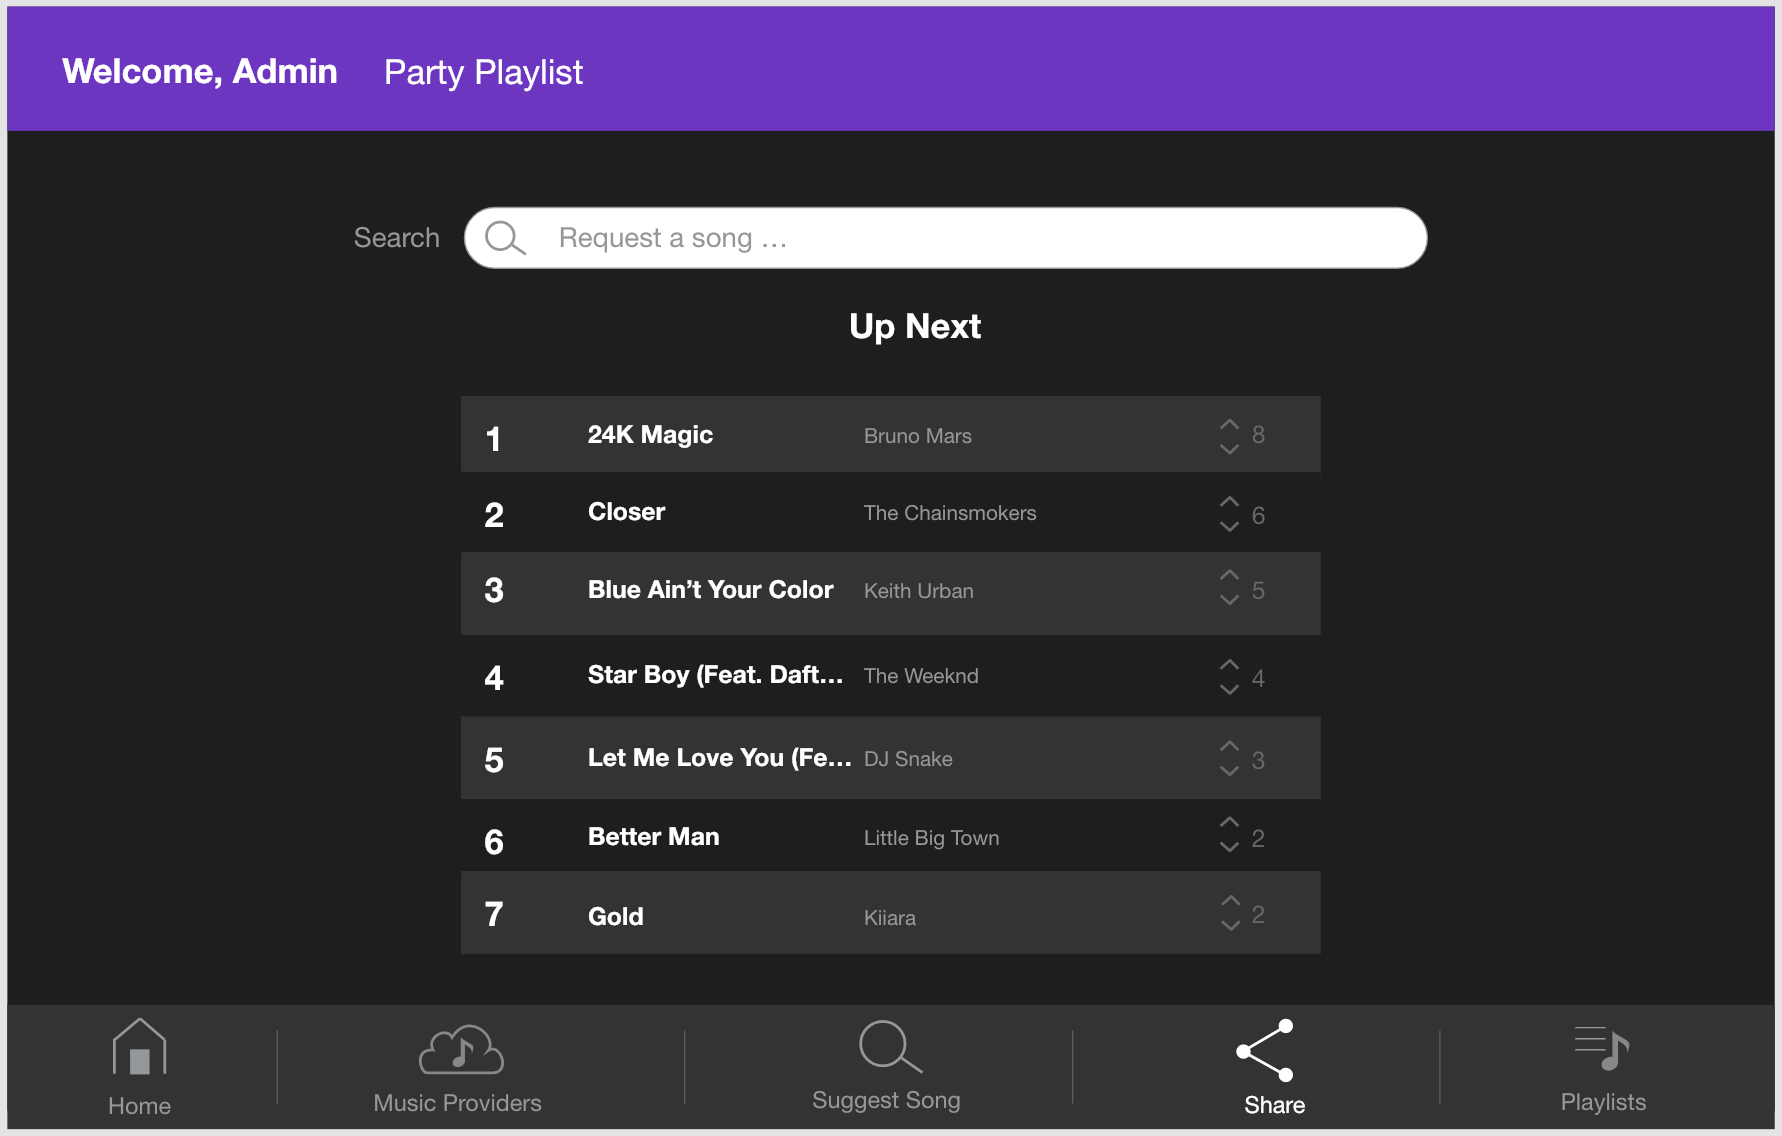 Welcome, Admin Party Playlist
Search Request a song …
Up Next
1 24K Magic Bruno Mars 8
2 Closer The Chainsmokers 6
3 Blue Ain’t Your Color Keith Urban 5
4 Star Boy (Feat. Daft… The Weeknd 4
5 Let Me Love You (Fe… DJ Snake 3
6 Better Man Little Big Town 2
7 Gold Kiiara 2
Home Music Providers Suggest Song Share Playlists